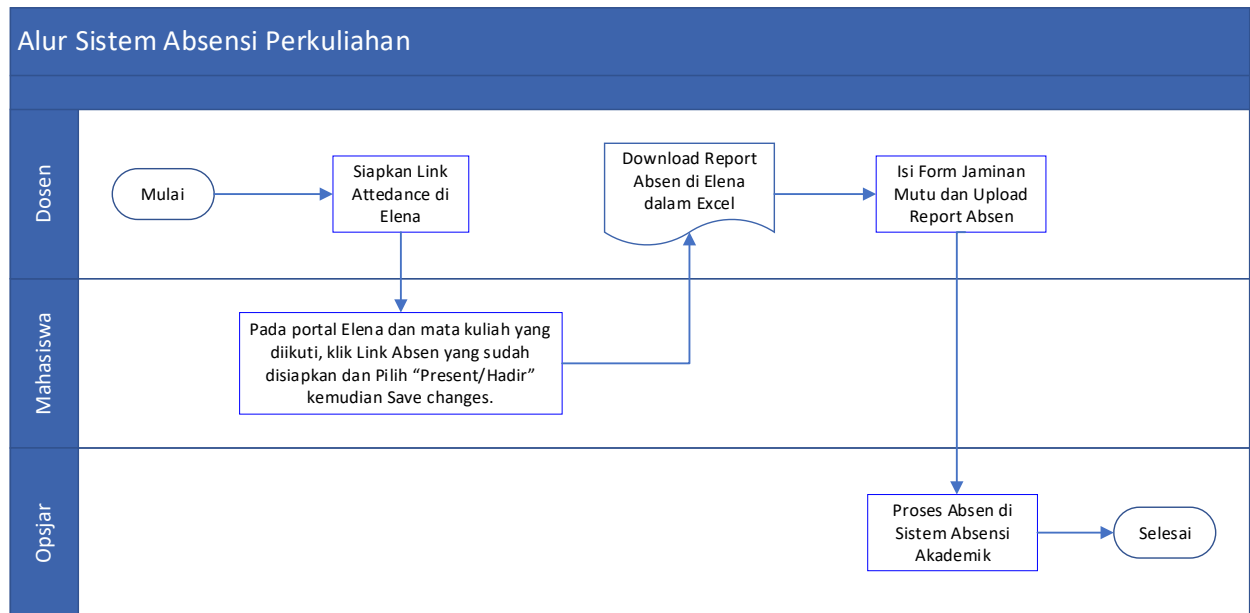 Alur Sistem Absensi Perkuliahan
Dosen
Mulai
Siapkan Link
Attedance di
Elena
Download Report
Absen di Elena
dalam Excel
Isi Form Jaminan
Mutu dan Upload
Report Absen
Mahasiswa
Pada portal Elena dan mata kuliah yang
diikuti, klik Link Absen yang sudah
disiapkan dan Pilih “Present/Hadir”
kemudian Save changes.
Opsjar
Proses Absen di
Sistem Absensi
Akademik
Selesai